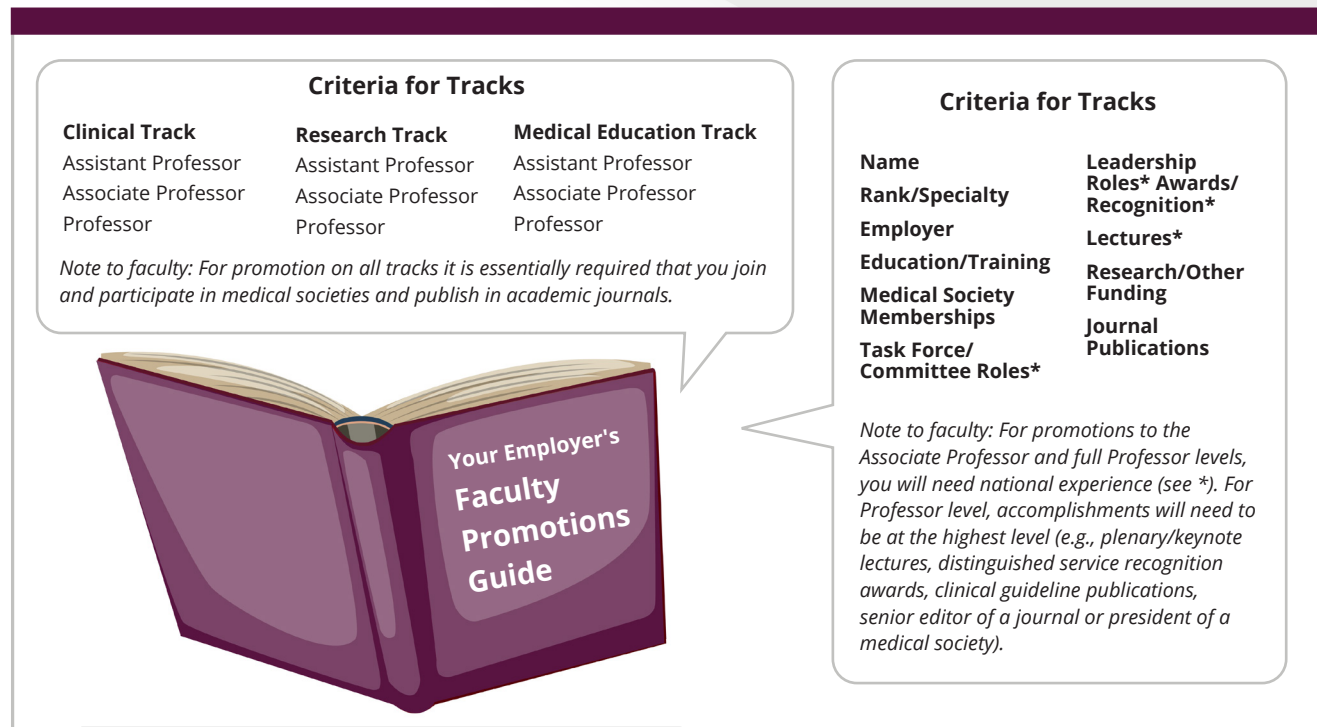 Criteria for Tracks
Clinical Track
Assistant Professor
Associate Professor
Professor
Research Track
Assistant Professor
Associate Professor
Professor
Medical Education Track
Assistant Professor
Associate Professor
Professor
Note to faculty: For promotion on all tracks it is essentially required that you join
and participate in medical societies and publish in academic journals.
Your Employer's
Faculty
Promotions
Guide
Criteria for Tracks
Name
Rank/Specialty
Employer
Education/Training
Medical Society
Memberships
Task Force/
Committee Roles*
Leadership
Roles* Awards/
Recognition*
Lectures*
Research/Other
Funding
Journal
Publications
Note to faculty: For promotions to the
Associate Professor and full Professor levels,
you will need national experience (see *). For
Professor level, accomplishments will need to
be at the highest level (e.g., plenary/keynote
lectures, distinguished service recognition
awards, clinical guideline publications,
senior editor of a journal or president of a
medical society).